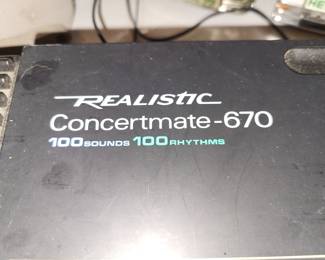 REALISTIC
Concertmate-670
100 SOUNDS 100 RHYTHMS